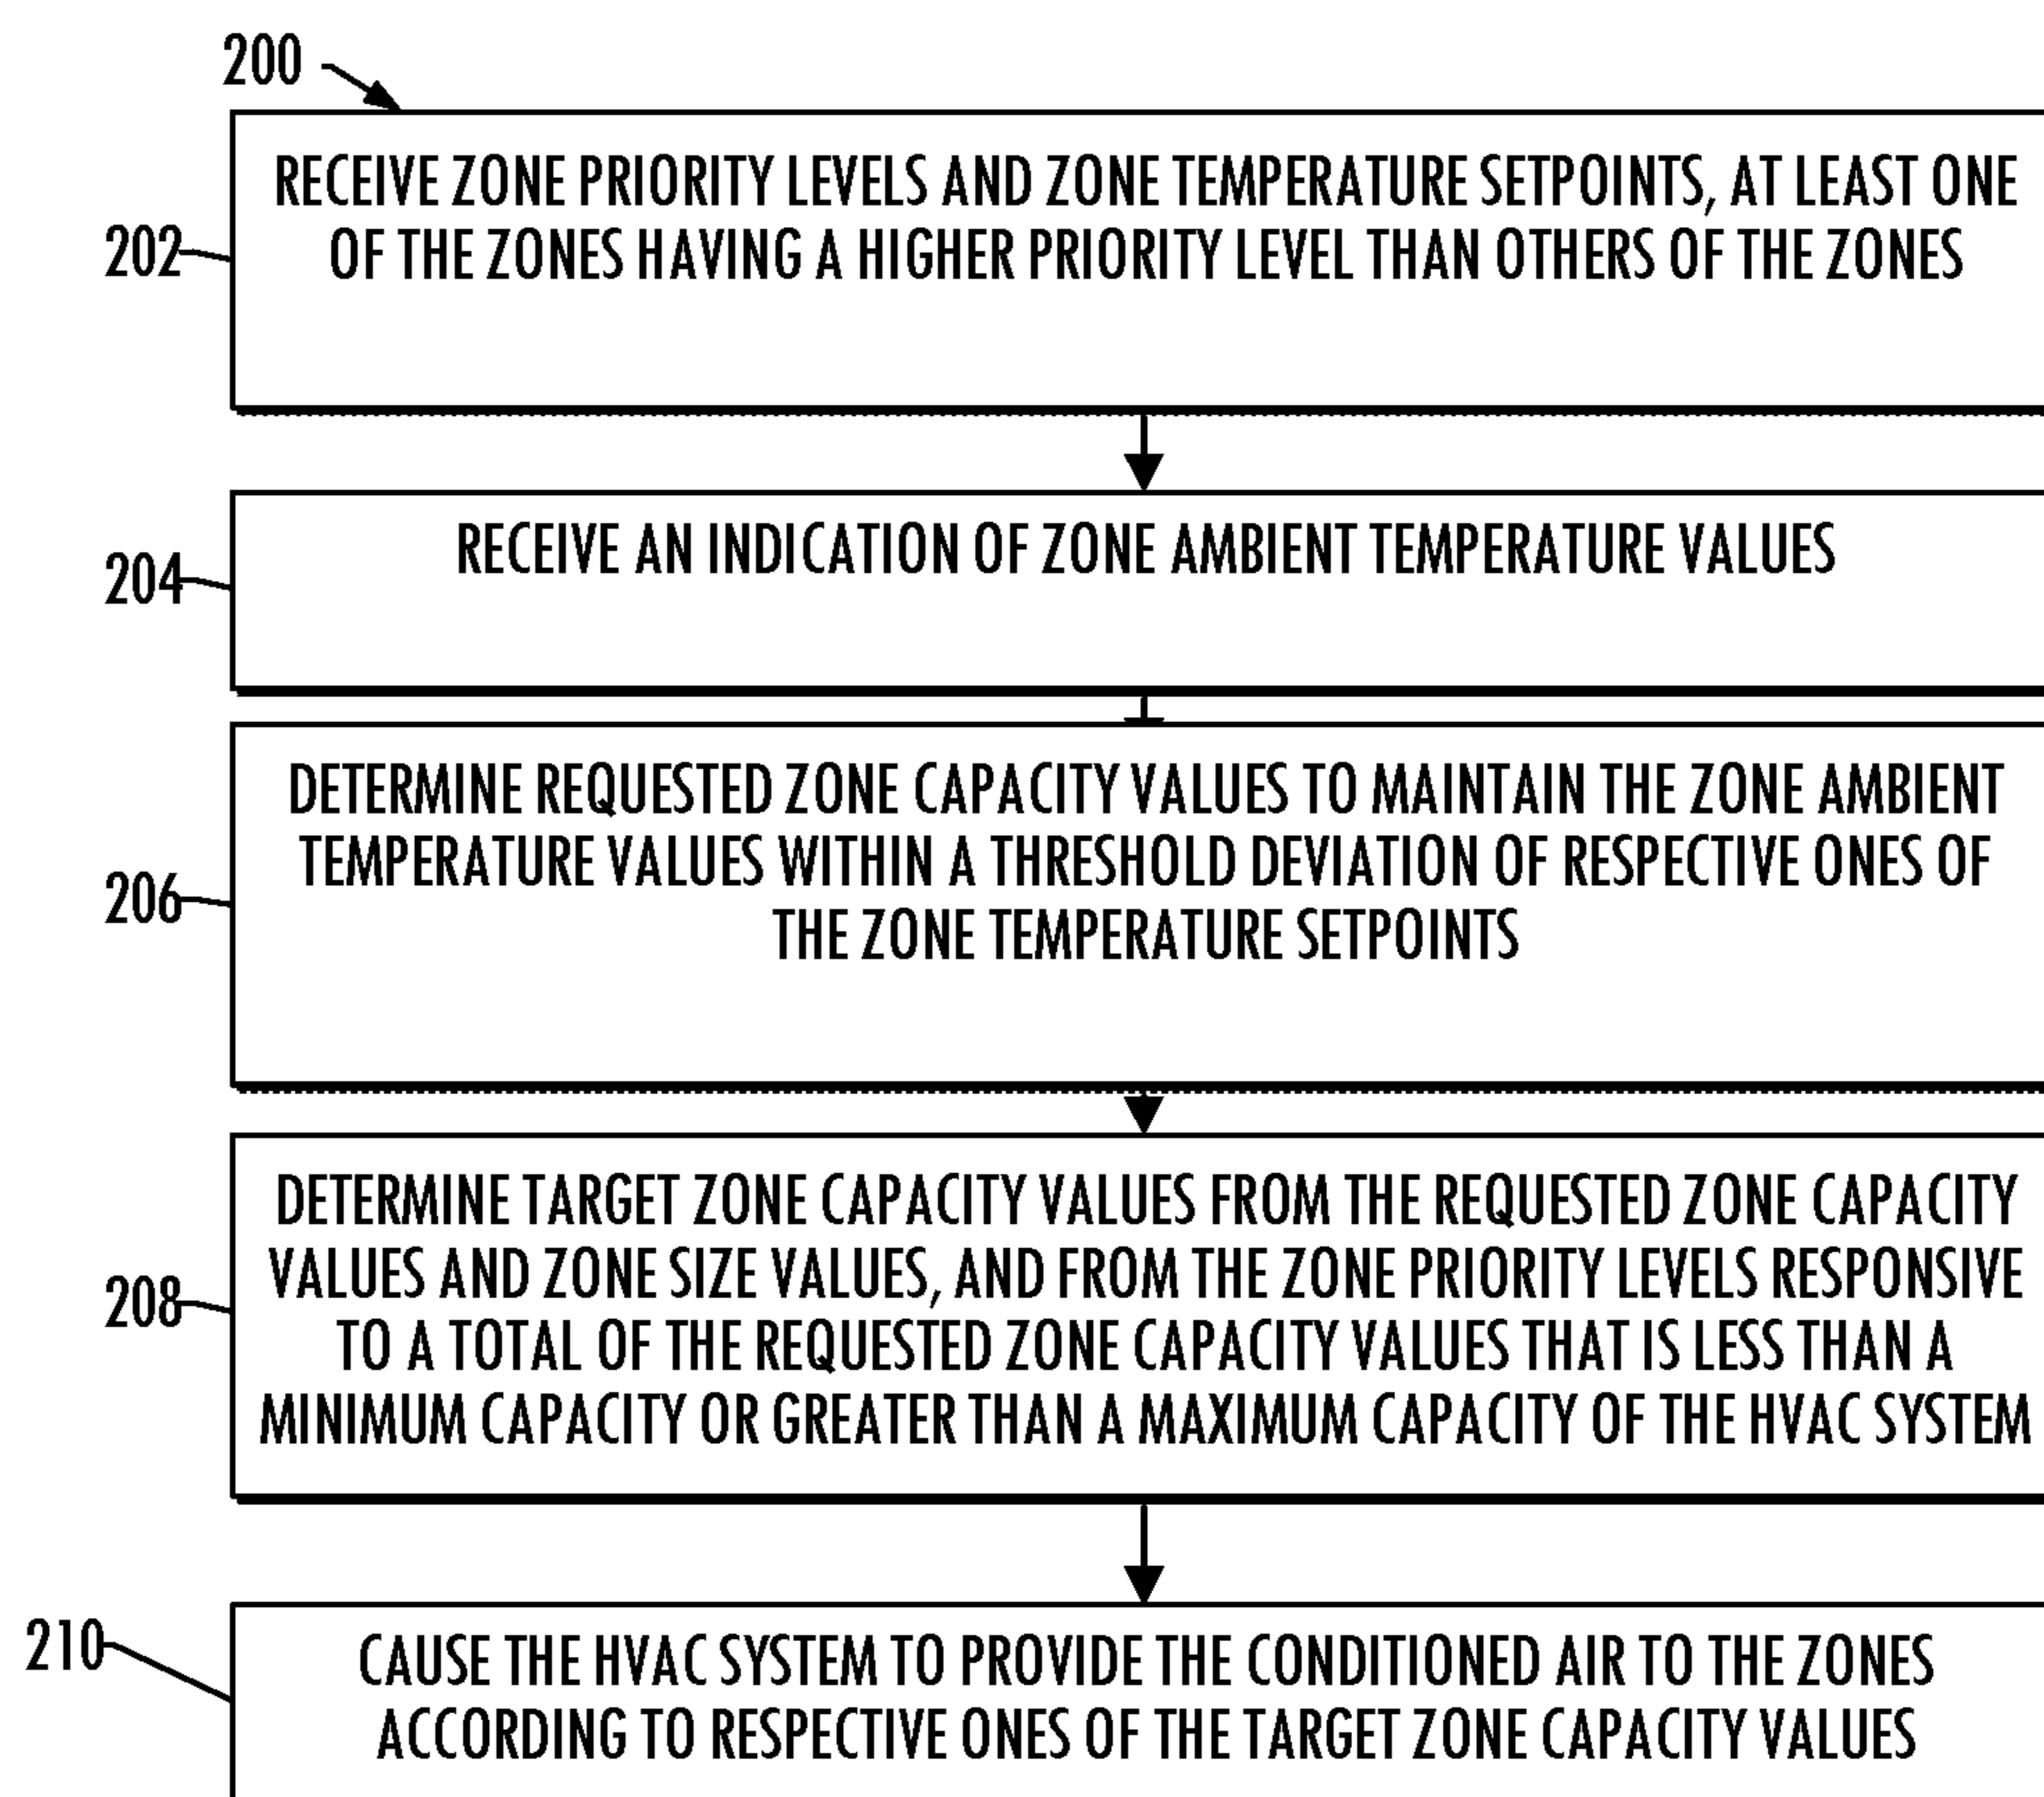 200
RECEIVE ZONE PRIORITY LEVELS AND ZONE TEMPERATURE SETPOINTS, AT LEAST ONE
OF THE ZONES HAVING A HIGHER PRIORITY LEVEL THAN OTHERS OF THE ZONES
202
RECEIVE AN INDICATION OF ZONE AMBIENT TEMPERATURE VALUES
204
DETERMINE REQUESTED ZONE CAPACITY VALUES TO MAINTAIN THE ZONE AMBIENT
TEMPERATURE VALUES WITHIN A THRESHOLD DEVIATION OF RESPECTIVE ONES OF
THE ZONE TEMPERATURE SETPOINTS
206
DETERMINE TARGET ZONE CAPACITY VALUES FROM THE REQUESTED ZONE CAPACITY
VALUES AND ZONE SIZE VALUES, AND FROM THE ZONE PRIORITY LEVELS RESPONSIVE
TO A TOTAL OF THE REQUESTED ZONE CAPACITY VALUES THAT IS LESS THAN A
MINIMUM CAPACITY OR GREATER THAN A MAXIMUM CAPACITY OF THE HVAC SYSTEM
208
CAUSE THE HVAC SYSTEM TO PROVIDE THE CONDITIONED AIR TO THE ZONES
ACCORDING TO RESPECTIVE ONES OF THE TARGET ZONE CAPACITY VALUES
210